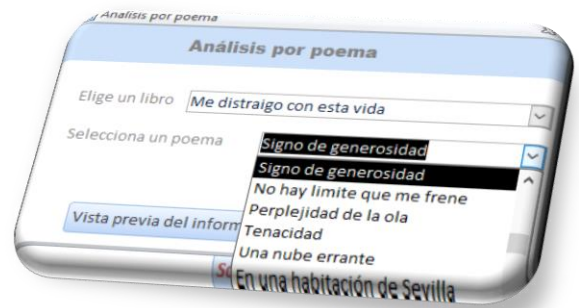 Análisis por poema
Análisis por poema
Elige un libro Me distraigo con esta vida
Selecciona un poema Signo de generosidad
Signo de generosidad
No hay limite que me frene
Perplejidad de la ola
Tenacidad
Vista previa del inform
Una nube errante
En una habitación de Sevilla